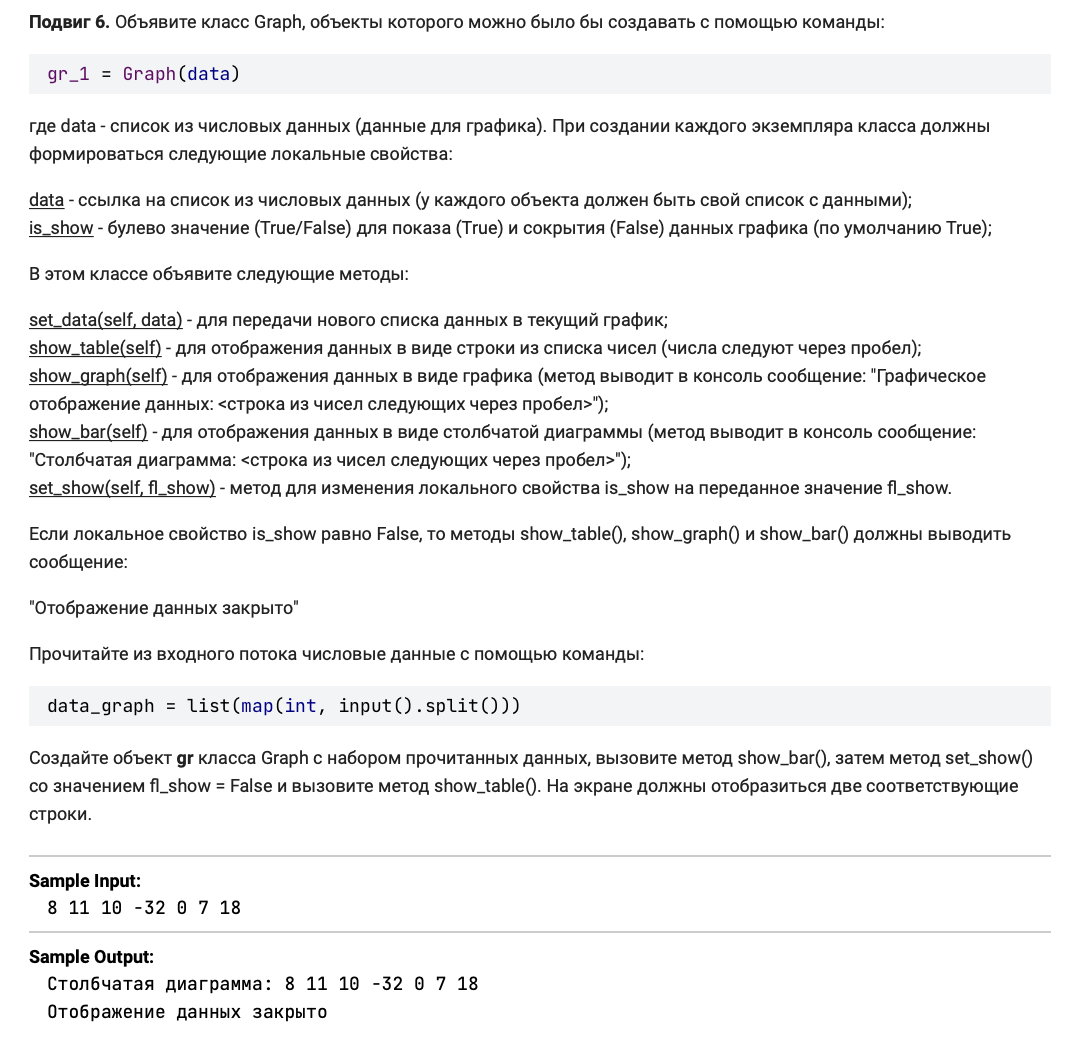 Подвиг 6. Объявите класс Graph, объекты которого можно было бы создавать с помощью команды:
gr_1 = Graph(data)
где data - список из числовых данных (данные для графика). При создании каждого экземпляра класса должны
формироваться следующие локальные свойства:
data - ссылка на список из числовых данных (у каждого объекта должен быть свой список с данными);
is_show - булево значение (True/False) для показа (True) и сокрытия (False) данных графика (по умолчанию True);
В этом классе объявите следующие методы:
set_data(self, data) - для передачи нового списка данных в текущий график;
show_table(self) - для отображения данных в виде строки из списка чисел (числа следуют через пробел);
show_graph(self) - для отображения данных в виде графика (метод выводит в консоль сообщение: "Графическое
отображение данных: <строка из чисел следующих через пробел>");
show_bar(self) - для отображения данных в виде столбчатой диаграммы (метод выводит в консоль сообщение:
"Столбчатая диаграмма: <строка из чисел следующих через пробел>");
set_show(self, fl_show) - метод для изменения локального свойства is_show на переданное значение fl_show.
Если локальное свойство is_show равно False, то методы show_table(), show_graph() и show_bar() должны выводить
сообщение:
"Отображение данных закрыто"
Прочитайте из входного потока числовые данные с помощью команды:
data_graph = list(map(int, input().split()))
Создайте объект gr класса Graph с набором прочитанных данных, вызовите метод show_bar(), затем метод set_show()
со значением fl_show = False и вызовите метод show_table(). На экране должны отобразиться две соответствующие
строки.
Sample Input:
8 11 10 -32 0 7 18
Sample Output:
Столбчатая диаграмма: 8 11 10 -32 0 7 18
Отображение данных закрыто